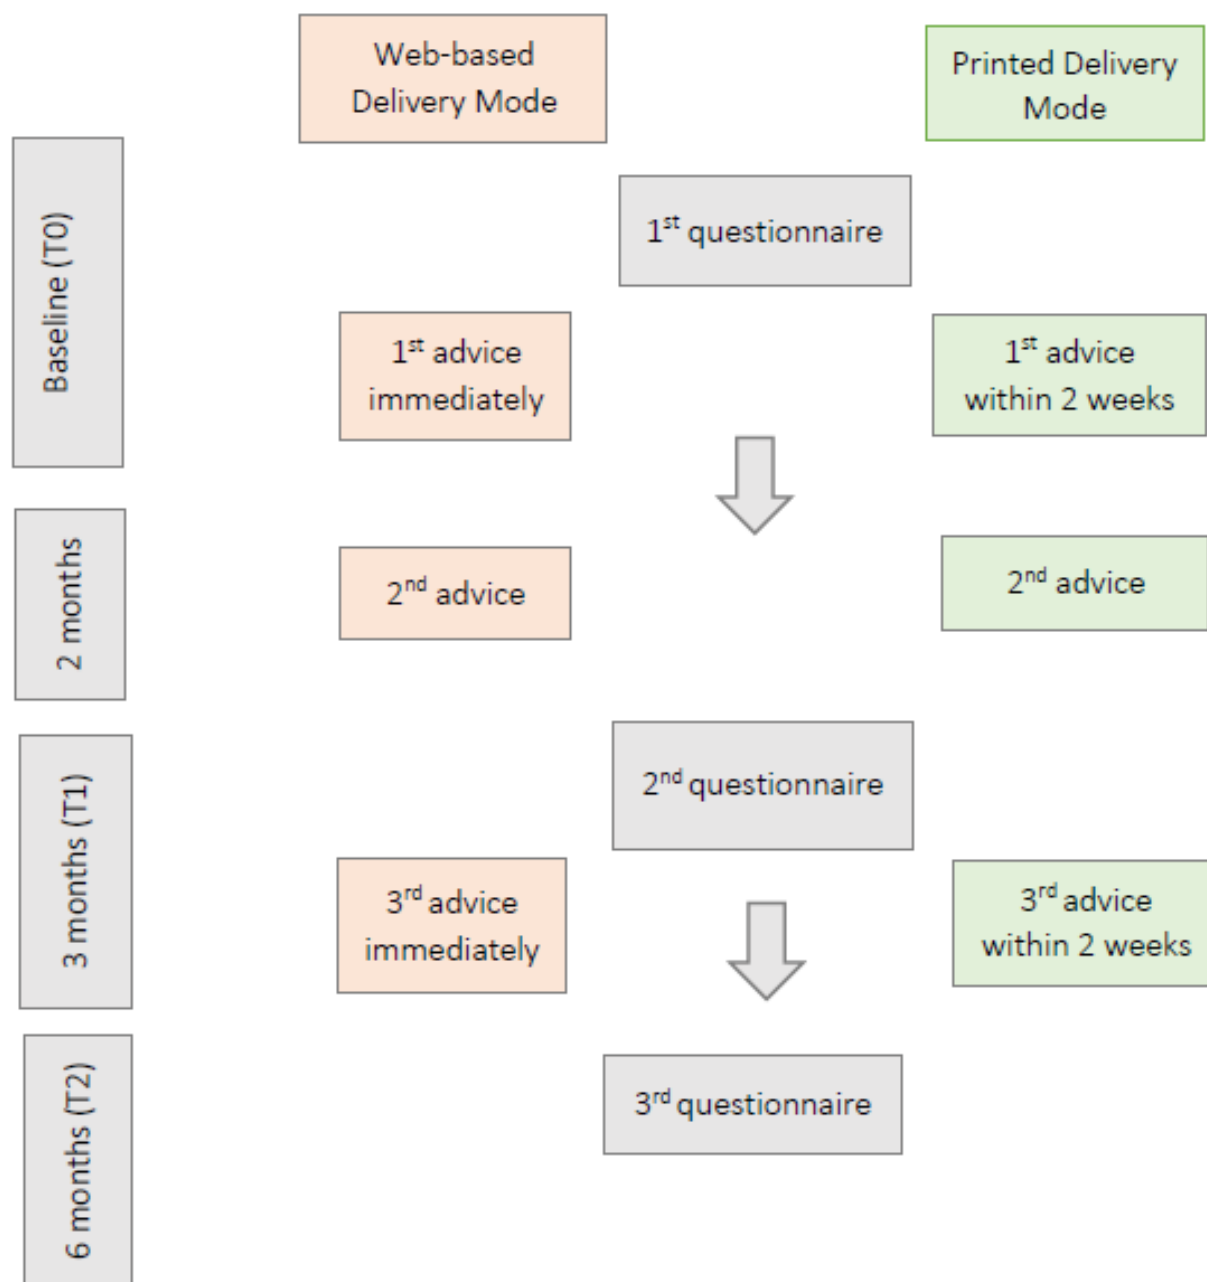 Web-based
Delivery Mode
Printed Delivery
Mode
Baseline (T0)
1st questionnaire
1st advice
immediately
1st advice
within 2 weeks
2 months
2nd advice
2nd advice
3 months (T1)
2nd questionnaire
3rd advice
immediately
3rd advice
within 2 weeks
6 months (T2)
3rd questionnaire